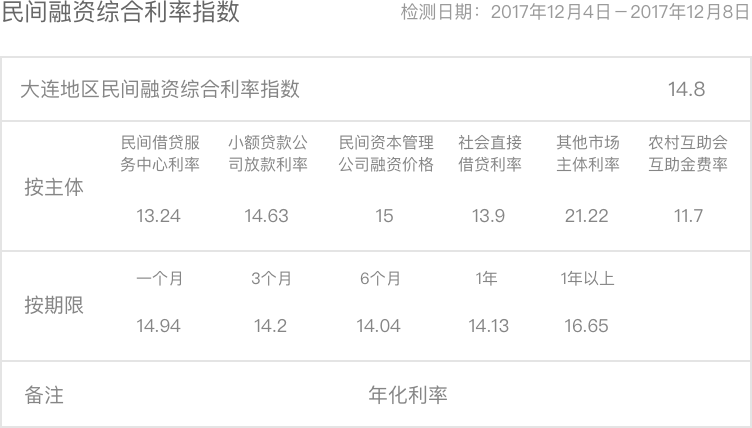 民间融资综合利率指数 检测日期：2017年12月4日－2017年12月8日
大连地区民间融资综合利率指数 14.8
民间借贷服 小额贷款公 民间资本管理 社会直接 其他市场 农村互助会
务中心利率 司放款利率 公司融资价格 借贷利率 主体利率 互助金费率
按主体
13.24 14.63 15 13.9 21.22 11.7
一个月 3个月 6个月 1年 1年以上
按期限
14.94 14.2 14.04 14.13 16.65
备注 年化利率